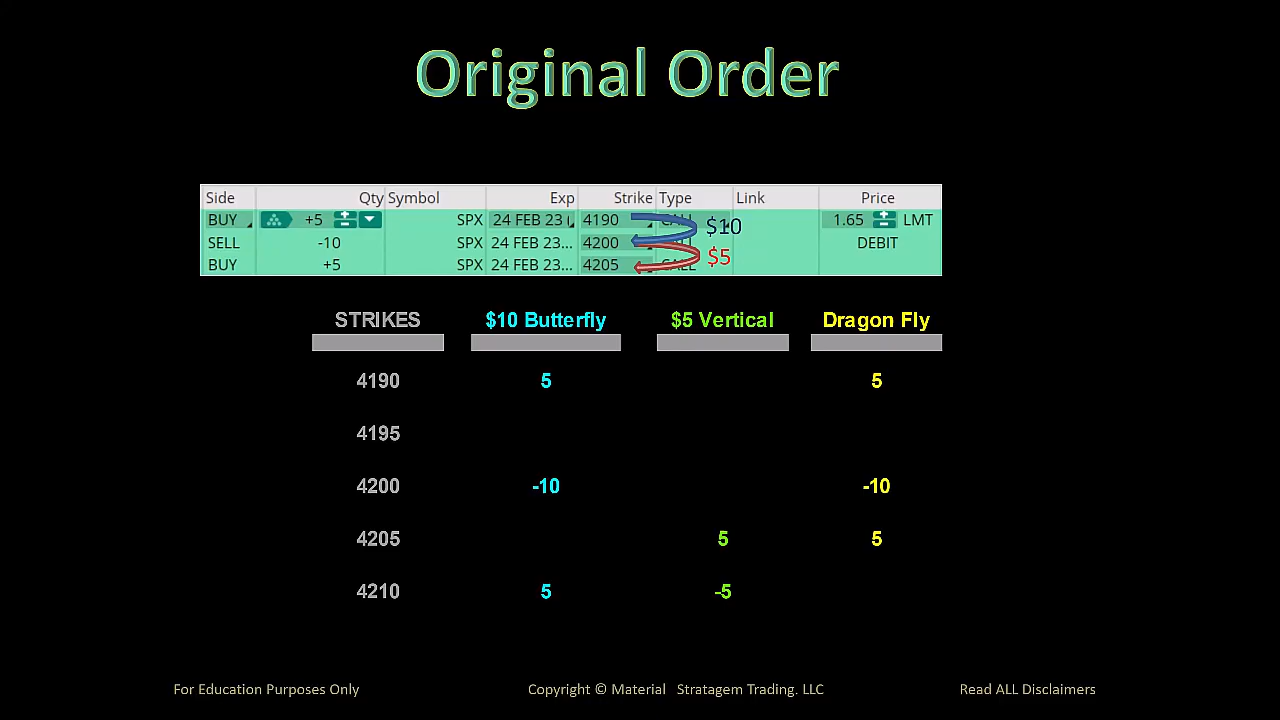 Original Order
Side Qty Symbol Exp Strike Type Link Price
BUY +5 SPX 24 FEB 23 4190 $10 1.65 LMT
SELL -10 SPX 24 FEB 23... 4200 DEBIT
BUY +5 SPX 24 FEB 23... 4205 CALL $5
STRIKES $10 Butterfly $5 Vertical Dragon Fly
4190 5 5
4195
4200 -10 -10
4205 5 5
4210 5 -5
For Education Purposes Only Copyright © Material Stratagem Trading. LLC Read ALL Disclaimers